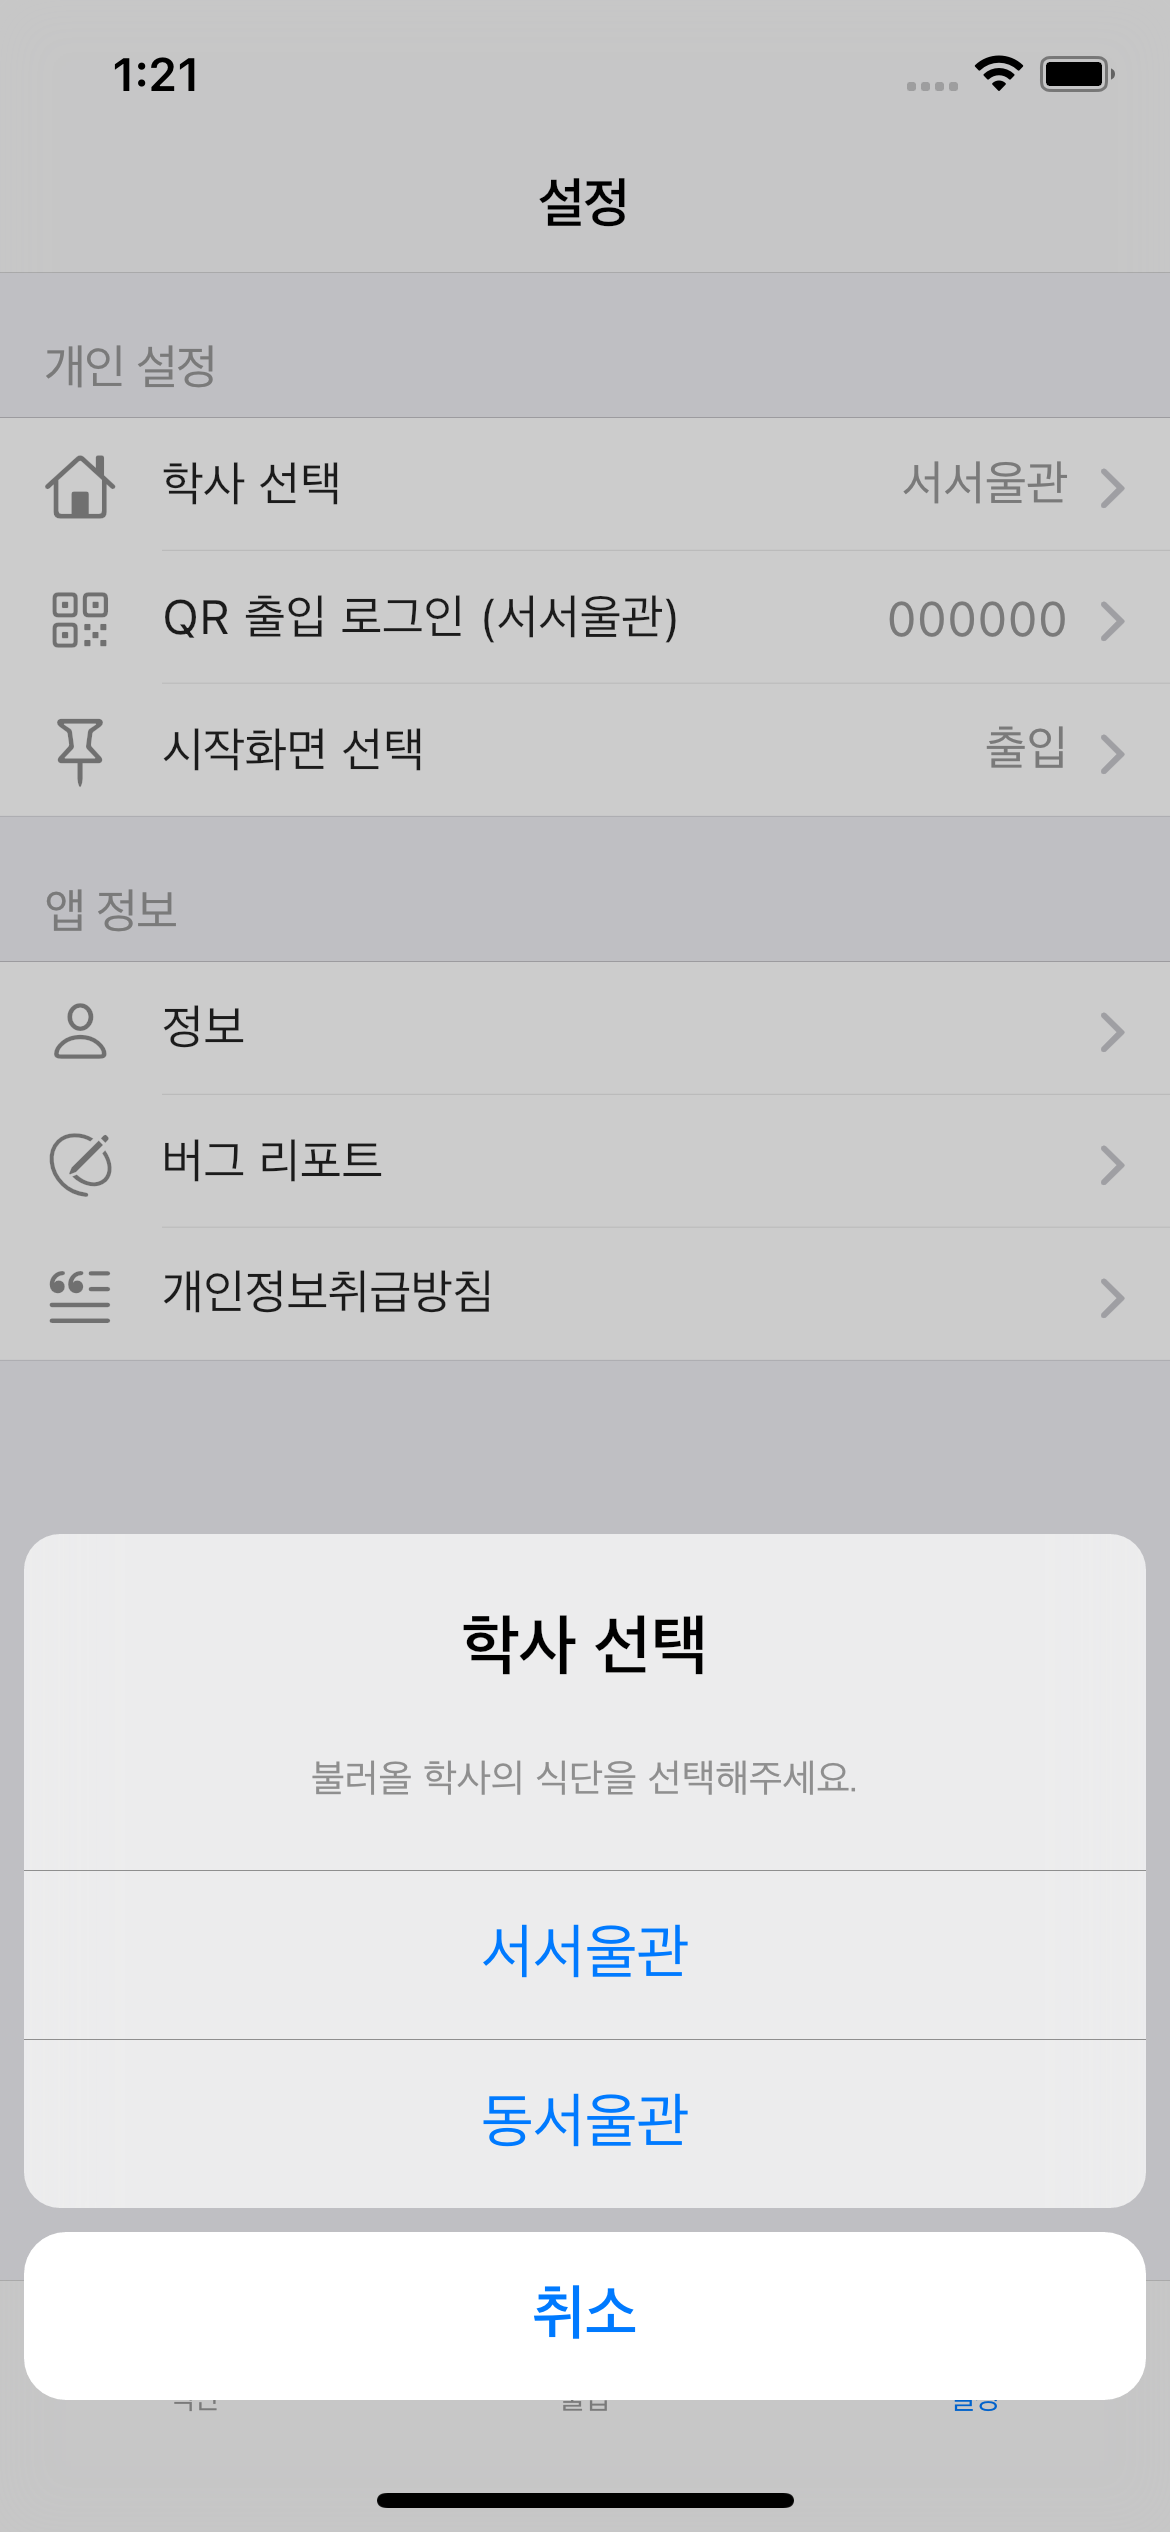 1:21
설정
개인 설정
학사 선택 서서울관
QR 출입 로그인 (서서울관) 000000
시작화면 선택 출입
앱 정보
정보
버그 리포트
개인정보취급방침
학사 선택
불러올 학사의 식단을 선택해주세요.
서서울관
동서울관
취소